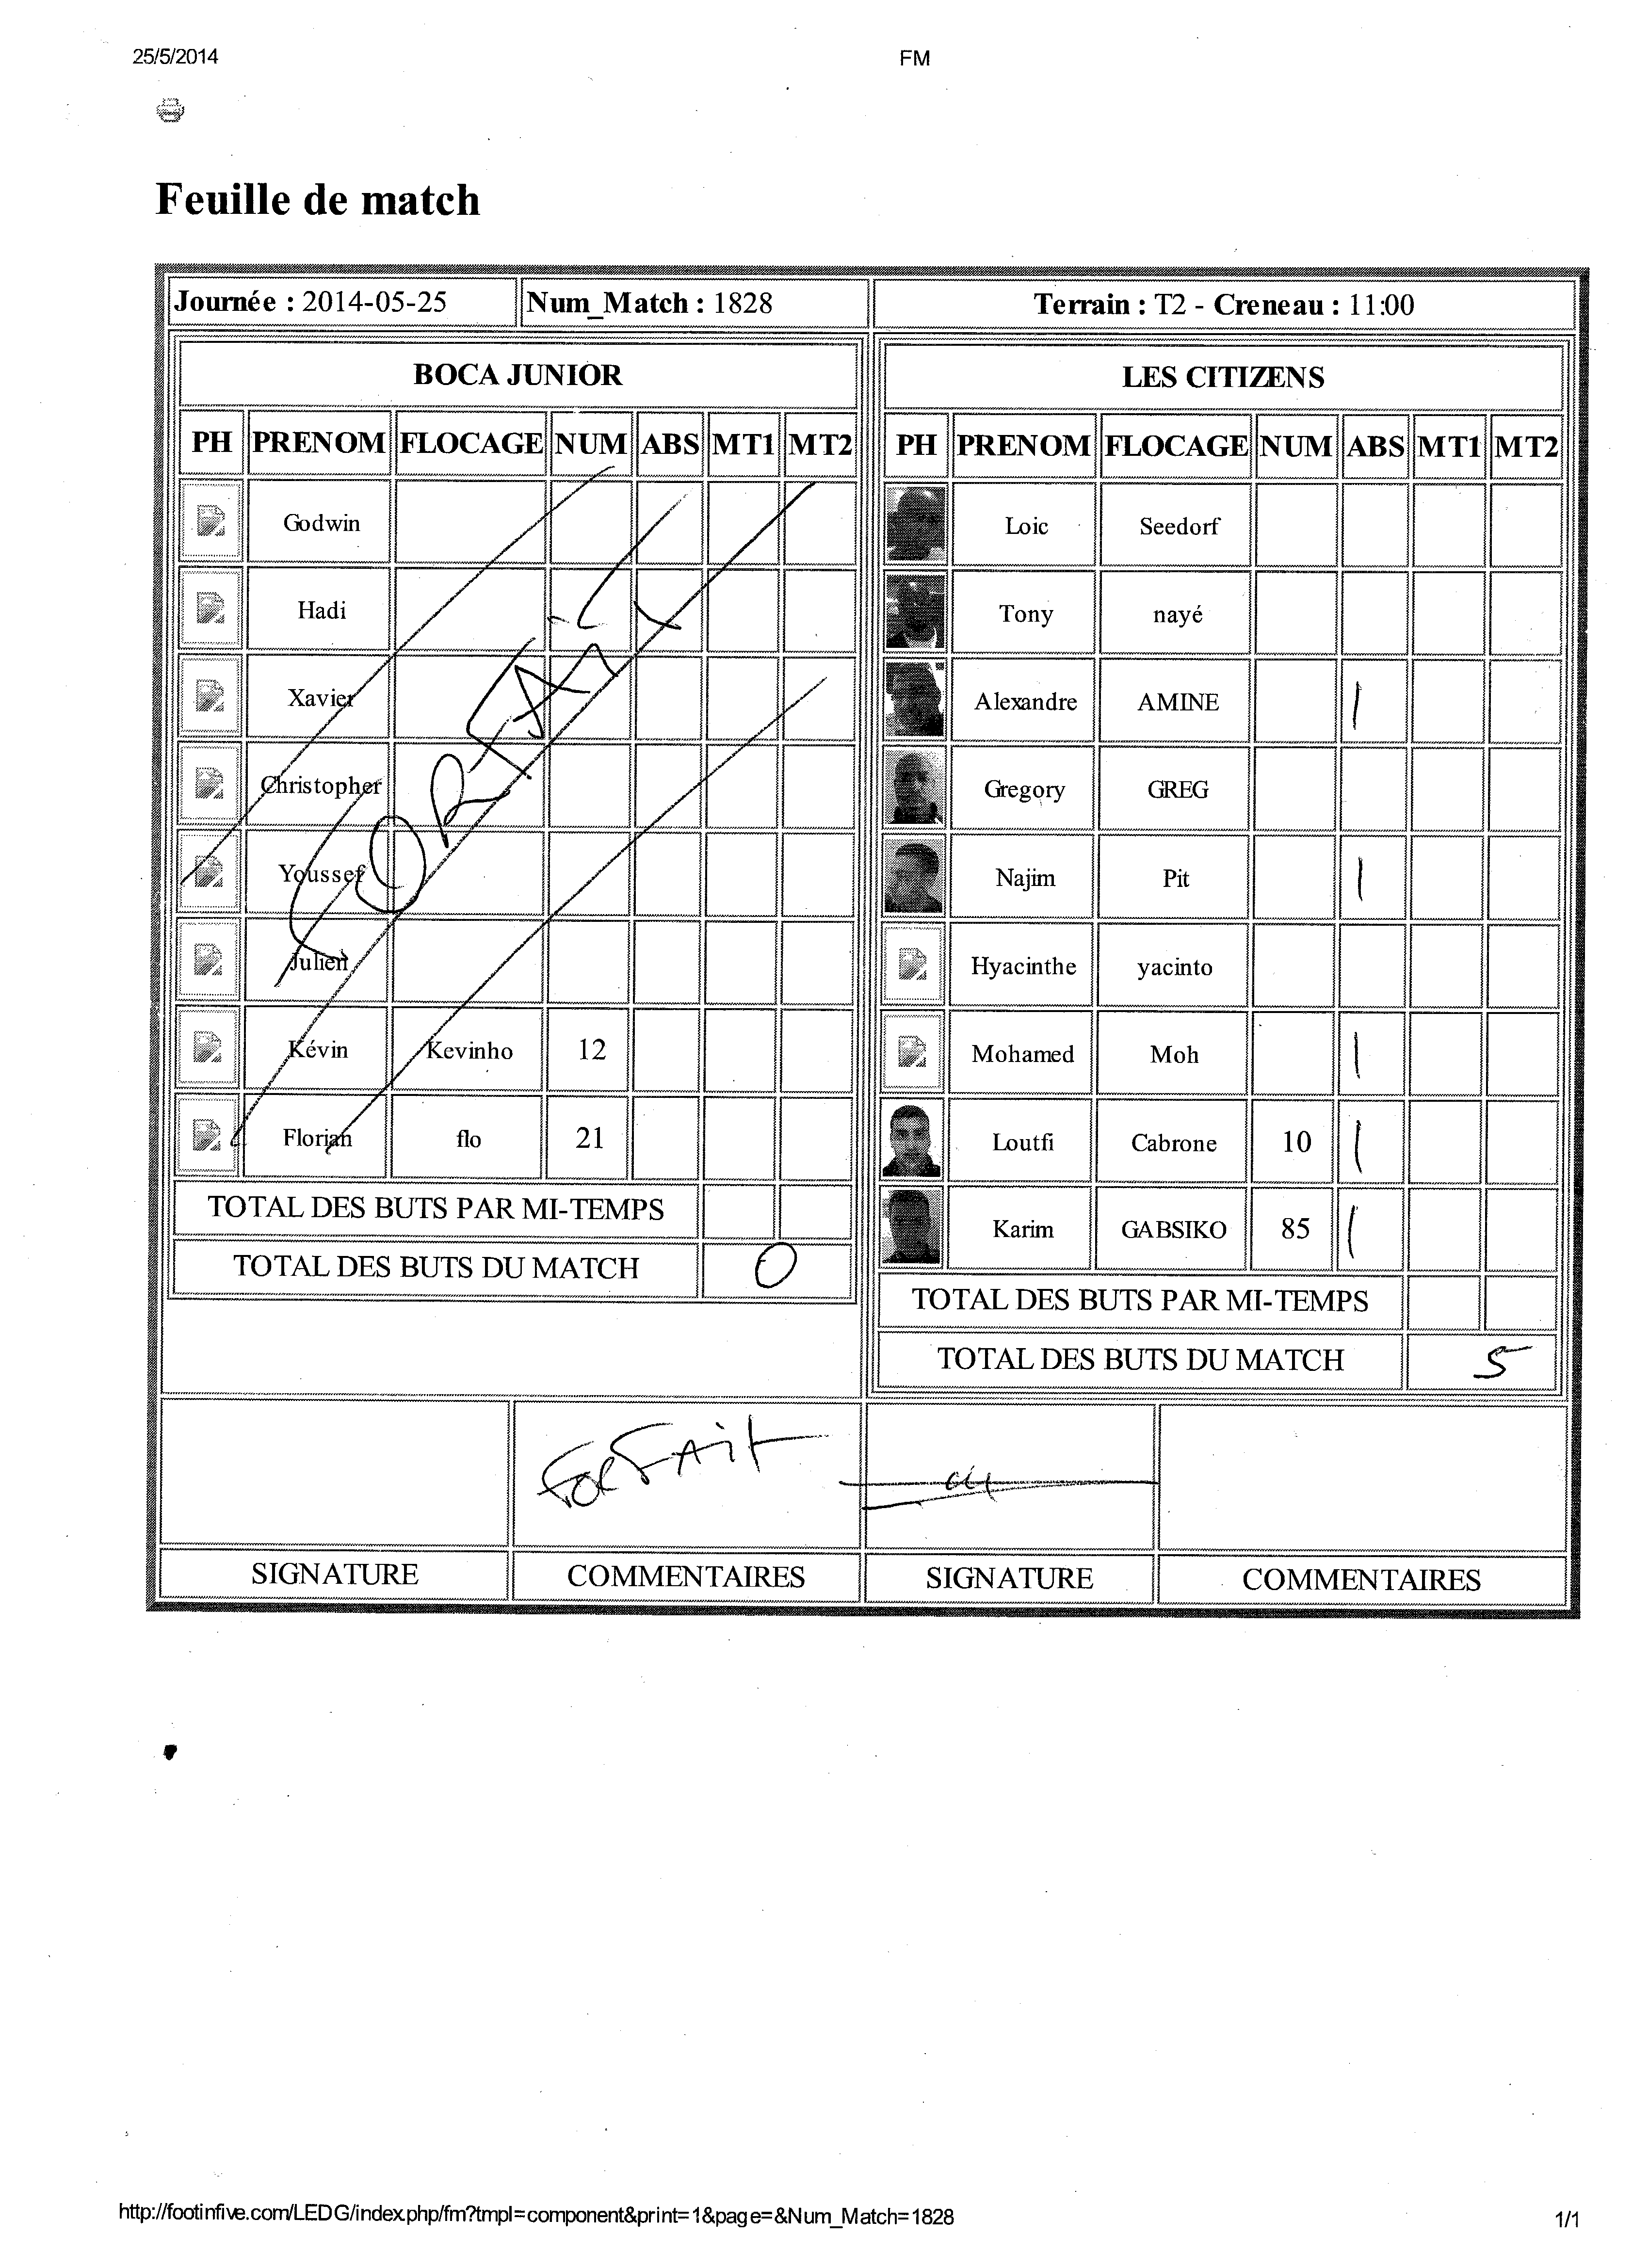 25/5/2014 FM
Feuille de match
Journée : 2014-05-25 Num_Match : 1828 Terrain : T2 - Creneau : 11:00
BOCA JUNIOR
PH PRENOM FLOCAGE NUM ABS MT1 MT2
Godwin
Hadi
Xavier
Christopher
Youssef
Julien
Kévin Kevinho 12
Florian flo 21
FORFAIT
TOTAL DES BUTS PAR MI-TEMPS
TOTAL DES BUTS DU MATCH 0
LES CITIZENS
PH PRENOM FLOCAGE NUM ABS MT1 MT2
Loic Seedorf
Tony nayé
Alexandre AMINE |
Gregory GREG
Najim Pit |
Hyacinthe yacinto
Mohamed Moh |
Loutfi Cabrone 10 |
Karim GABSIKO 85 |
TOTAL DES BUTS PAR MI-TEMPS
TOTAL DES BUTS DU MATCH 5
ForFAit
SIGNATURE COMMENTAIRES SIGNATURE COMMENTAIRES
http://footinfive.com/LEDG/index.php/fm?tmpl=component&print=1&page=&Num_Match=1828 1/1